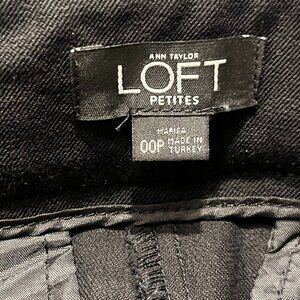 ANN TAYLOR
LOFT
PETITES
MARISA
00P MADE IN
TURKEY